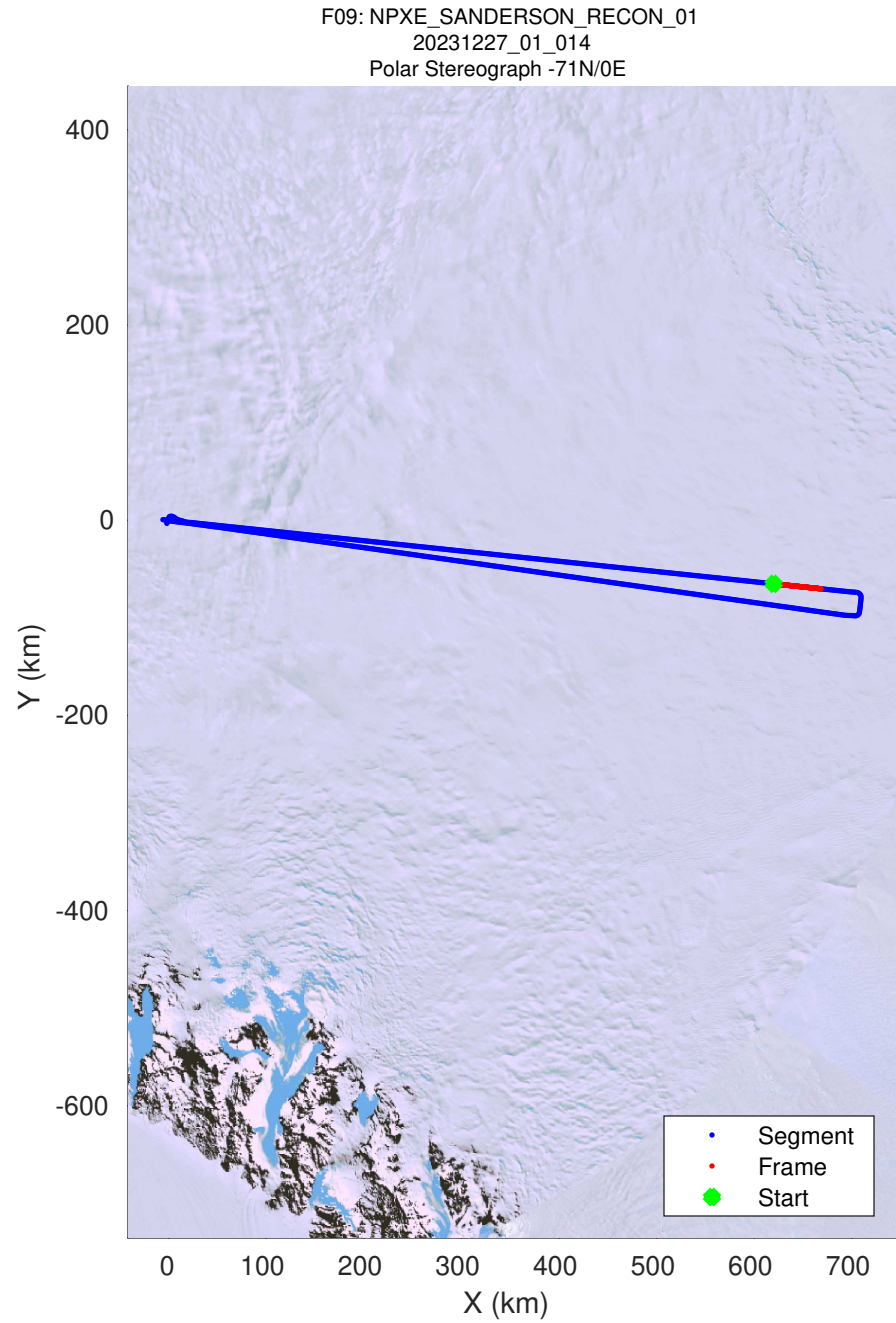 F09: NPXE_SANDERSON_RECON_01
20231227_01_014
Polar Stereograph -71N/0E
400
200
0
-200
-400
-600
Y (km)
0
100
200
300
400
500
600
700
X (km)
Segment
Frame
Start